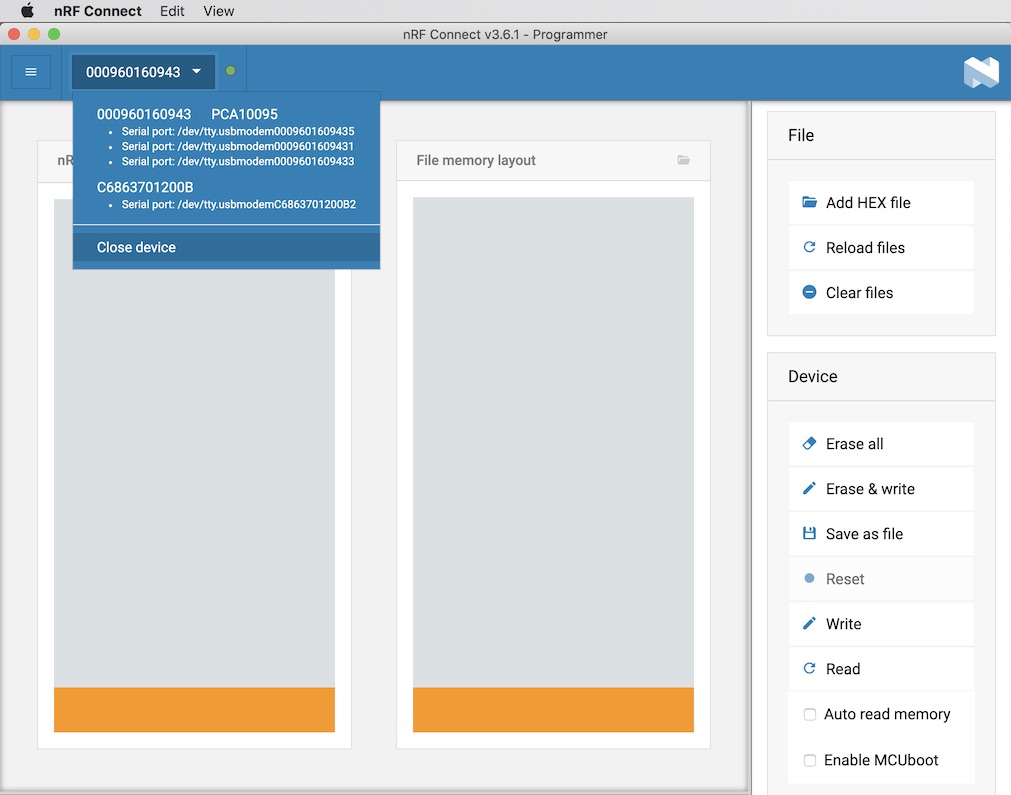 nRF Connect Edit View
nRF Connect v3.6.1 - Programmer
000960160943
000960160943 PCA10095
• Serial port: /dev/tty.usbmodem0009601609435
• Serial port: /dev/tty.usbmodem0009601609431
• Serial port: /dev/tty.usbmodem0009601609433
C6863701200B
• Serial port: /dev/tty.usbmodemC6863701200B2
Close device
nR
File memory layout
File
Add HEX file
Reload files
Clear files
Device
Erase all
Erase & write
Save as file
Reset
Write
Read
Auto read memory
Enable MCUboot